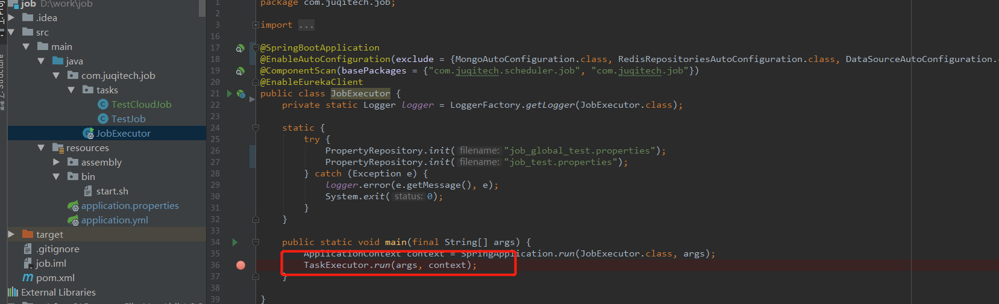 job D:\work\job
.idea
src
main
java
com.juqitech.job
tasks
TestCloudJob
TestJob
JobExecutor
resources
assembly
bin
start.sh
application.properties
application.yml
target
.gitignore
job.iml
pom.xml
External Libraries
Structure
1 package com.juqitech.job;
2
3 import ...
16
17 @SpringBootApplication
18 @EnableAutoConfiguration(exclude = {MongoAutoConfiguration.class, RedisRepositoriesAutoConfiguration.class, DataSourceAutoConfiguration.
19 @ComponentScan(basePackages = {"com.juqitech.scheduler.job", "com.juqitech.job"})
20 @EnableEurekaClient
21 public class JobExecutor {
22 private static Logger logger = LoggerFactory.getLogger(JobExecutor.class);
23
24 static {
25 try {
26 PropertyRepository.init( filename: "job_global_test.properties");
27 PropertyRepository.init( filename: "job_test.properties");
28 } catch (Exception e) {
29 logger.error(e.getMessage(), e);
30 System.exit( status: 0);
31 }
32 }
33
34 public static void main(final String[] args) {
35 ApplicationContext context = SpringApplication.run(JobExecutor.class, args);
36 TaskExecutor.run(args, context);
37 }
38
39 }